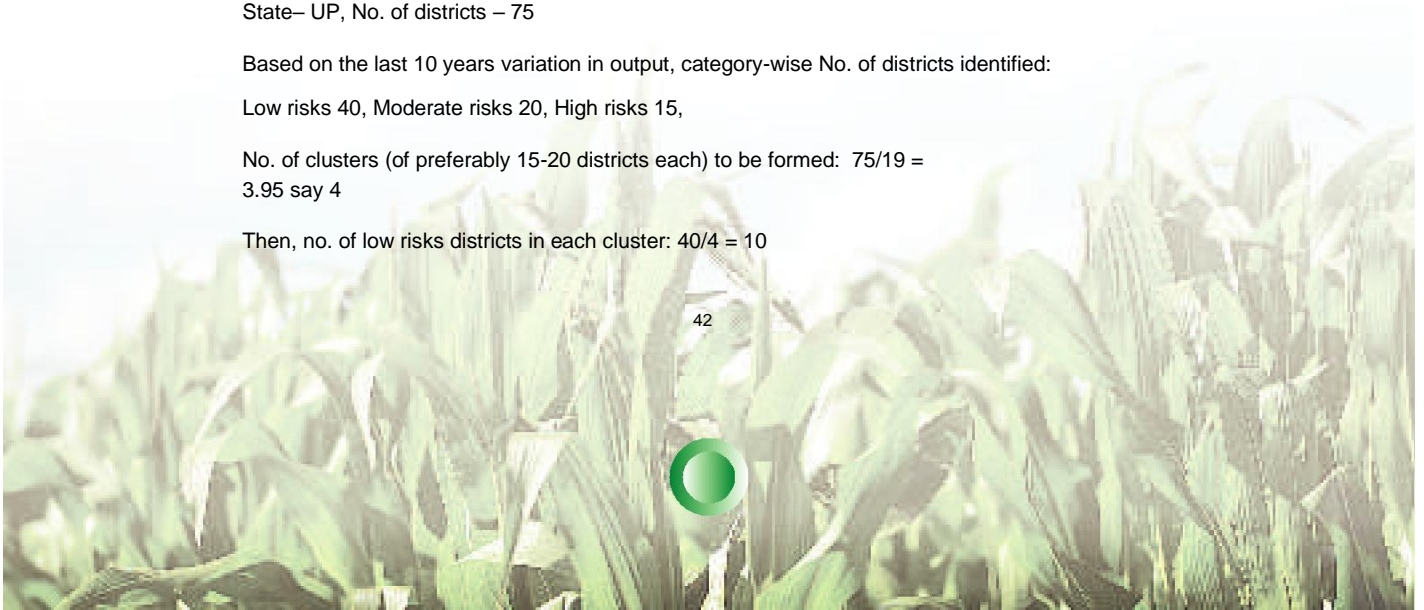 State– UP, No. of districts – 75
Based on the last 10 years variation in output, category-wise No. of districts identified:
Low risks 40, Moderate risks 20, High risks 15,
No. of clusters (of preferably 15-20 districts each) to be formed: 75/19 =
3.95 say 4
Then, no. of low risks districts in each cluster: 40/4 = 10
42